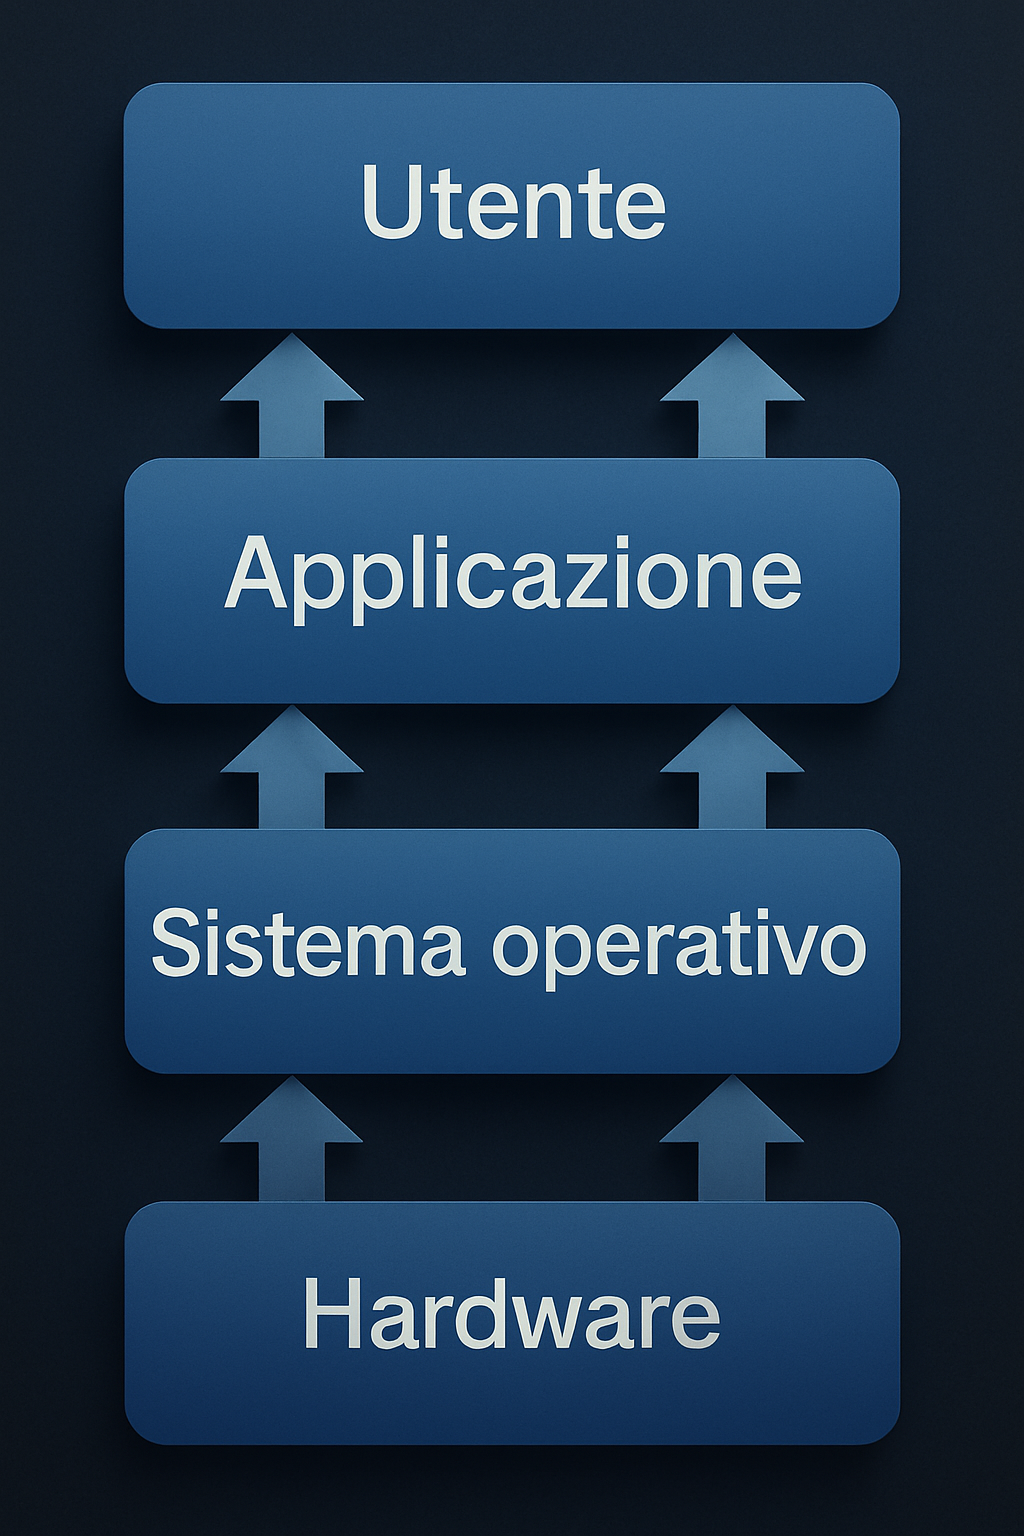 Utente
Applicazione
Sistema operativo
Hardware